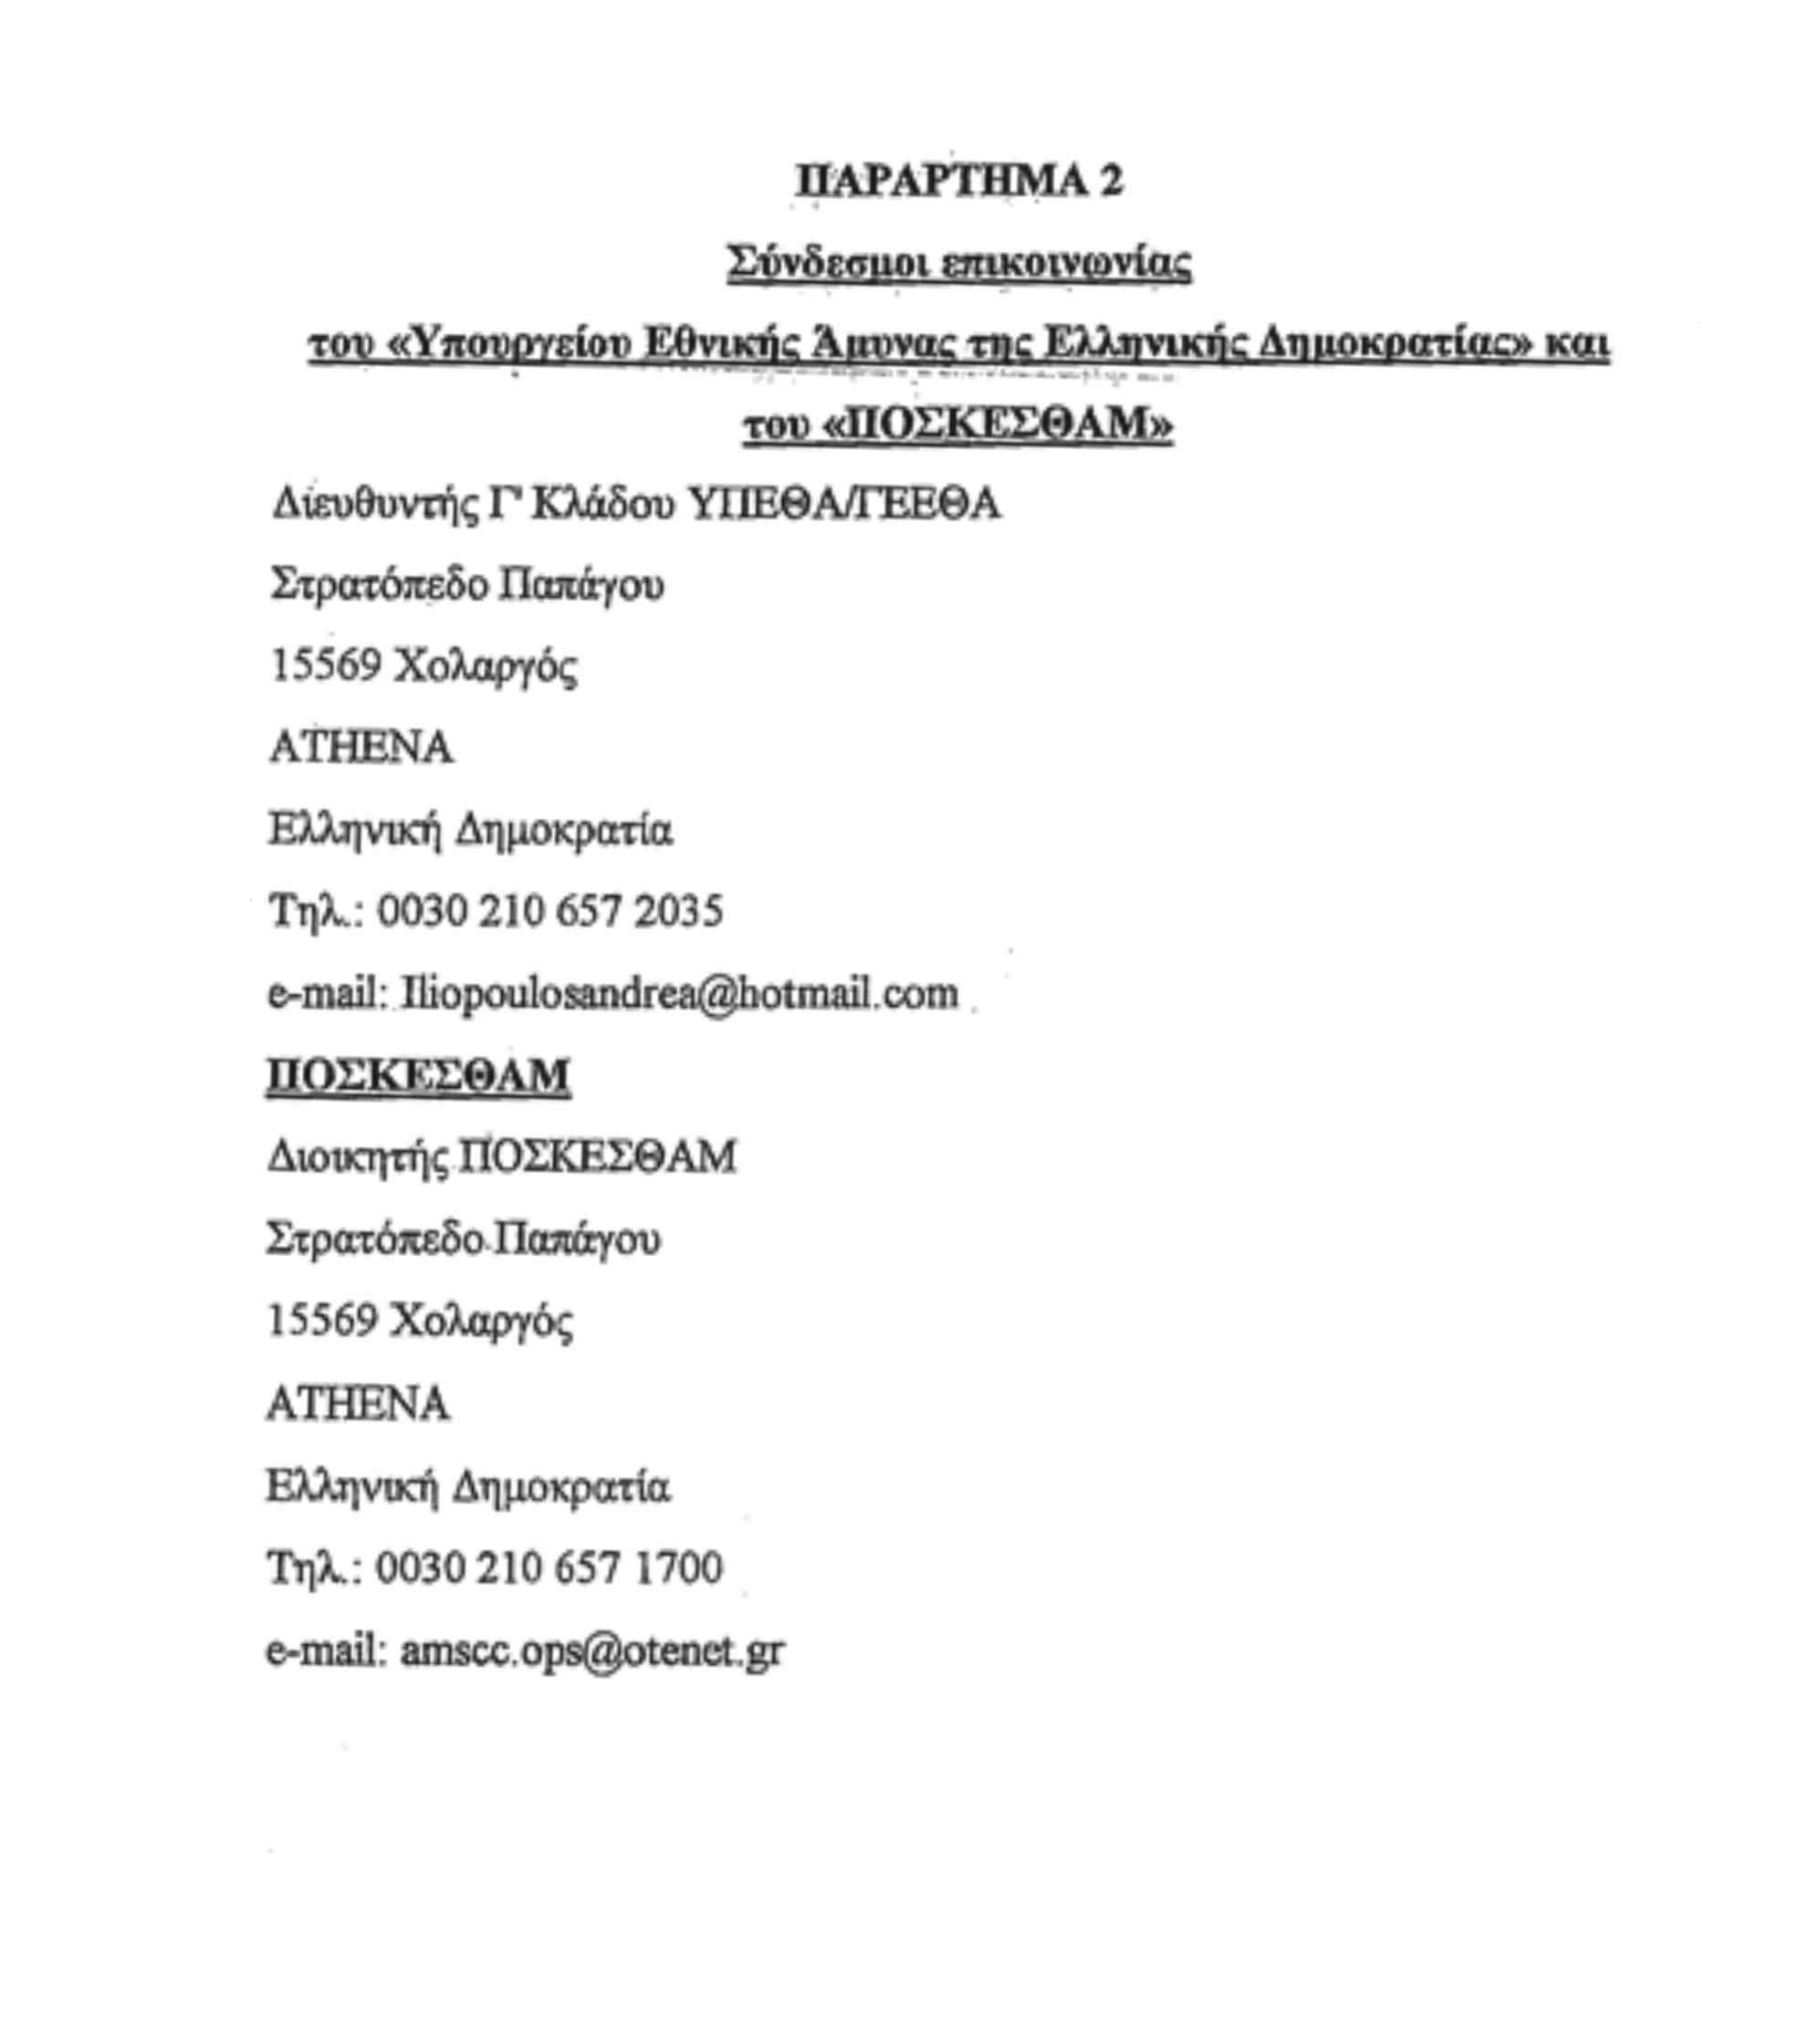 ΠΑΡΑΡΤΗΜΑ 2
Σύνδεσμοι επικοινωνίας
του «Υπουργείου Εθνικής Άμυνας της Ελληνικής Δημοκρατίας» και
του «ΠΟΣΚΕΣΘΑΜ»
Διευθυντής Γ' Κλάδου ΥΠΕΘΑ/ΓΕΕΘΑ
Στρατόπεδο Παπάγου
15569 Χολαργός
ATHENA
Ελληνική Δημοκρατία
Τηλ.: 0030 210 657 2035
e-mail: Iliopoulosandrea@hotmail.com
ΠΟΣΚΕΣΘΑΜ
Διοικητής ΠΟΣΚΕΣΘΑΜ
Στρατόπεδο Παπάγου
15569 Χολαργός
ATHENA
Ελληνική Δημοκρατία
Τηλ.: 0030 210 657 1700
e-mail: amscc.ops@otenet.gr